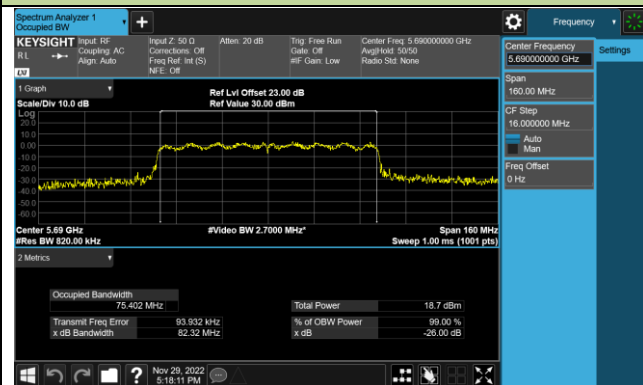 Spectrum Analyzer 1
Occupied BW
Frequency
KEYSIGHT
R L
LXI
Input: RF
Coupling: AC
Align: Auto
Input Z: 50 Ω
Corrections: Off
Freq Ref: Int (S)
NFE: Off
Atten: 20 dB
Trig: Free Run
Gate: Off
#IF Gain: Low
Center Freq: 5.690000000 GHz
Avg|Hold: 50/50
Radio Std: None
Center Frequency
5.690000000 GHz
Settings
Span
160.00 MHz
CF Step
16.000000 MHz
Auto
Man
Freq Offset
0 Hz
1 Graph
Scale/Div 10.0 dB
Ref Lvl Offset 23.00 dB
Ref Value 30.00 dBm
Log
20.0
10.0
0.00
-10.0
-20.0
-30.0
-40.0
-50.0
-60.0
Center 5.69 GHz
#Res BW 820.00 kHz
#Video BW 2.7000 MHz*
Span 160 MHz
Sweep 1.00 ms (1001 pts)
2 Metrics
Occupied Bandwidth
75.402 MHz
Total Power 18.7 dBm
Transmit Freq Error 93.932 kHz
% of OBW Power 99.00 %
x dB Bandwidth 82.32 MHz
x dB -26.00 dB
?
Nov 29, 2022
5:18:11 PM